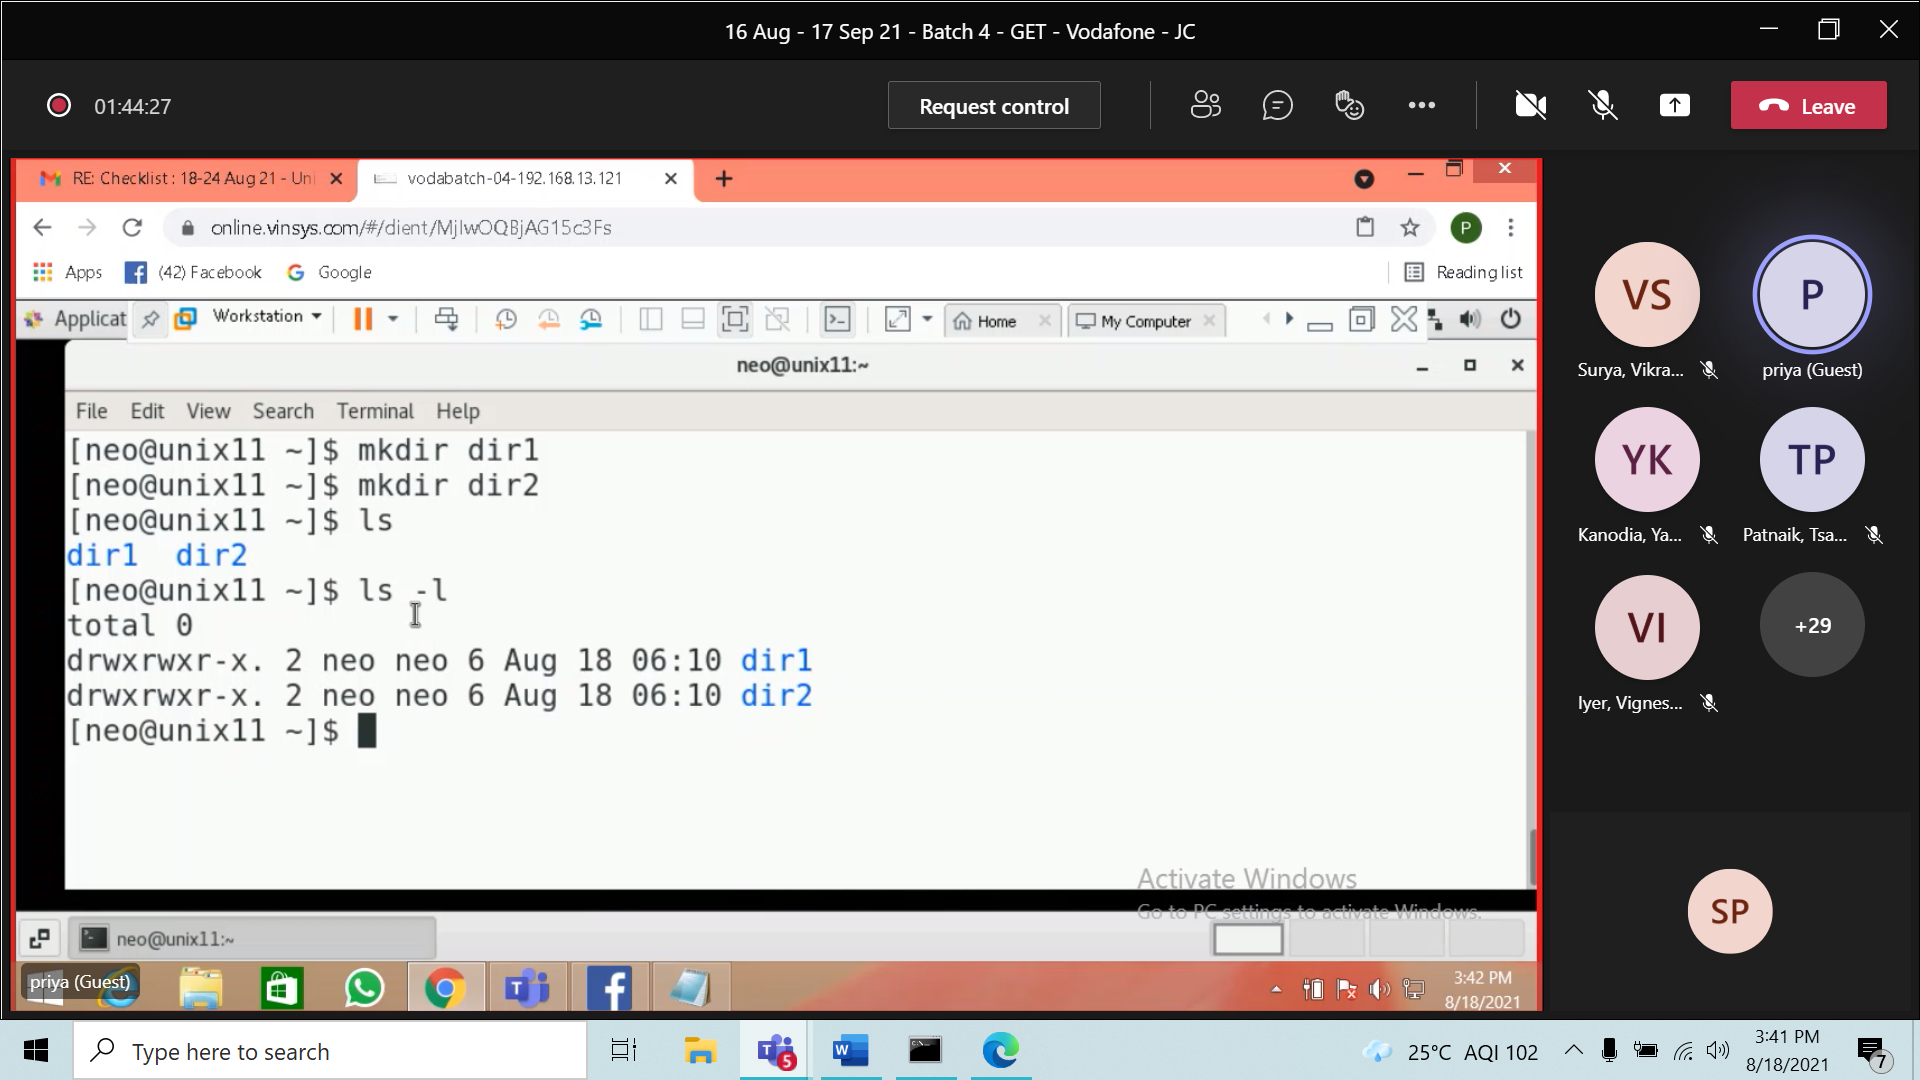 16 Aug - 17 Sep 21 - Batch 4 - GET - Vodafone - JC
01:44:27
Request control
Leave
RE: Checklist : 18-24 Aug 21 - Uni
vodabatch-04-192.168.13.121
online.vinsys.com/#/client/MjIwOQBjAG15c3Fs
P
Apps
(42) Facebook
Google
Reading list
Applicat
Workstation
Home
My Computer
neo@unix11:~
File Edit View Search Terminal Help
[neo@unix11 ~]$ mkdir dir1
[neo@unix11 ~]$ mkdir dir2
[neo@unix11 ~]$ ls
dir1  dir2
[neo@unix11 ~]$ ls -l
total 0
drwxrwxr-x. 2 neo neo 6 Aug 18 06:10 dir1
drwxrwxr-x. 2 neo neo 6 Aug 18 06:10 dir2
[neo@unix11 ~]$
Activate Windows
Go to PC settings to activate Windows.
neo@unix11:~
priya (Guest)
3:42 PM
8/18/2021
VS
Surya, Vikra...
P
priya (Guest)
YK
Kanodia, Ya...
TP
Patnaik, Tsa...
VI
Iyer, Vignes...
+29
SP
Type here to search
5
25°C AQI 102
3:41 PM
8/18/2021
7